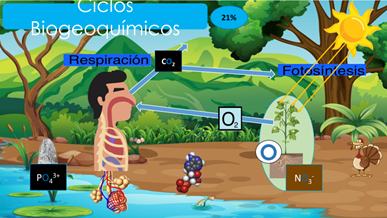 Ciclos
Biogeoquímicos
21%
Respiración
CO₂
Fotosíntesis
O₂
O
PO₄³⁺
NO₃⁻